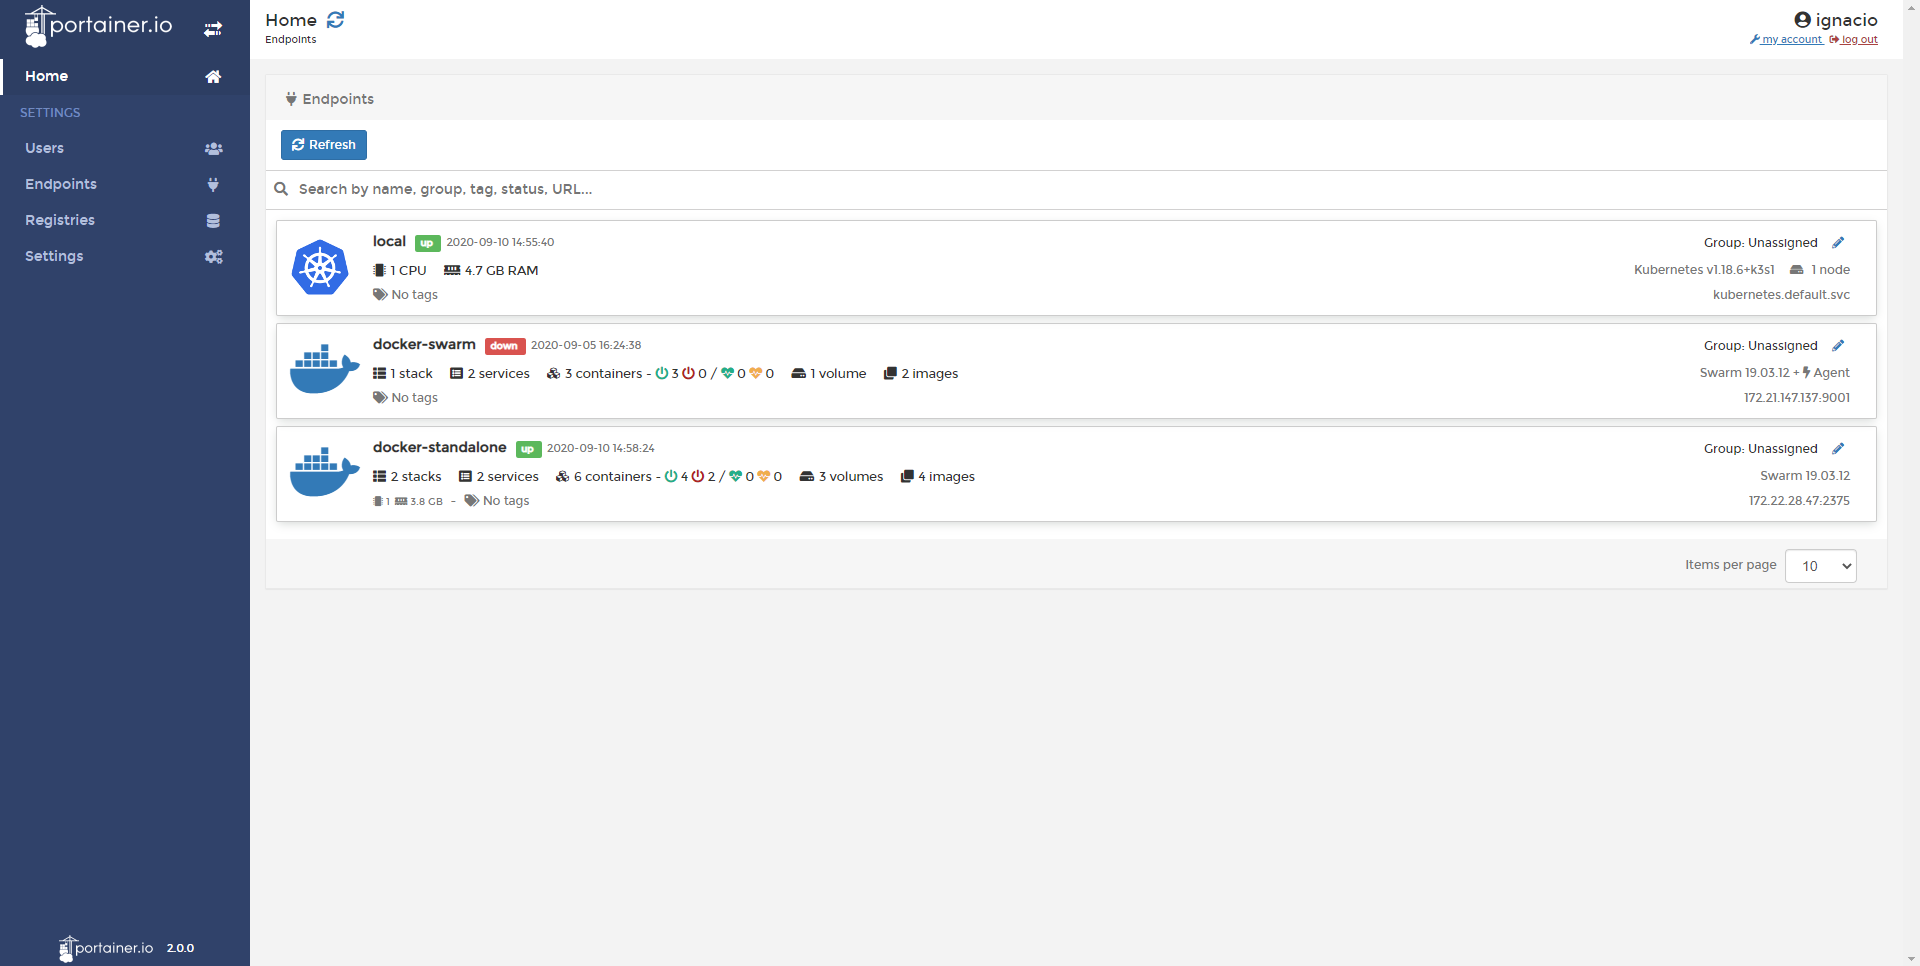 portainer.io
Home
SETTINGS
Users
Endpoints
Registries
Settings
portainer.io 2.0.0
Home
Endpoints
ignacio
my account log out
Endpoints
Refresh
Search by name, group, tag, status, URL...
local up 2020-09-10 14:55:40 Group: Unassigned
1 CPU 4.7 GB RAM Kubernetes v1.18.6+k3s1 1 node
No tags kubernetes.default.svc
docker-swarm down 2020-09-05 16:24:38 Group: Unassigned
1 stack 2 services 3 containers - 3 0 / 0 0 1 volume 2 images Swarm 19.03.12 + Agent
No tags 172.21.147.137:9001
docker-standalone up 2020-09-10 14:58:24 Group: Unassigned
2 stacks 2 services 6 containers - 4 2 / 0 0 3 volumes 4 images Swarm 19.03.12
1 3.8 GB - No tags 172.22.28.47:2375
Items per page 10